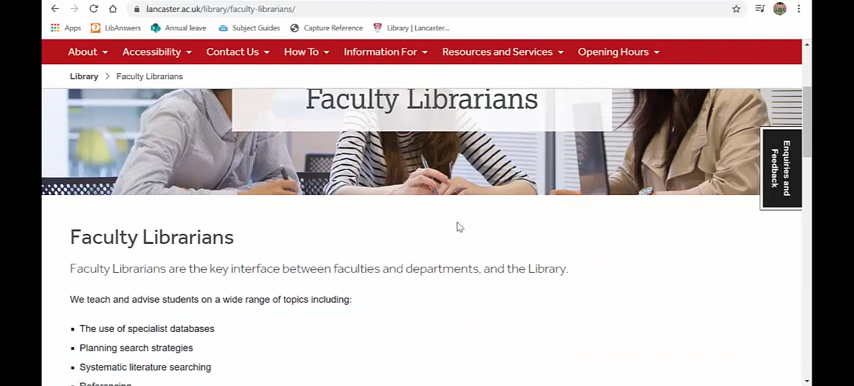 lancaster.ac.uk/library/faculty-librarians/
Apps LibAnswers Annual leave Subject Guides Capture Reference Library | Lancaster...
About Accessibility Contact Us How To Information For Resources and Services Opening Hours
Library > Faculty Librarians
Faculty Librarians
Enquiries and
Feedback
Faculty Librarians
Faculty Librarians are the key interface between faculties and departments, and the Library.
We teach and advise students on a wide range of topics including:
• The use of specialist databases
• Planning search strategies
• Systematic literature searching
• Referencing